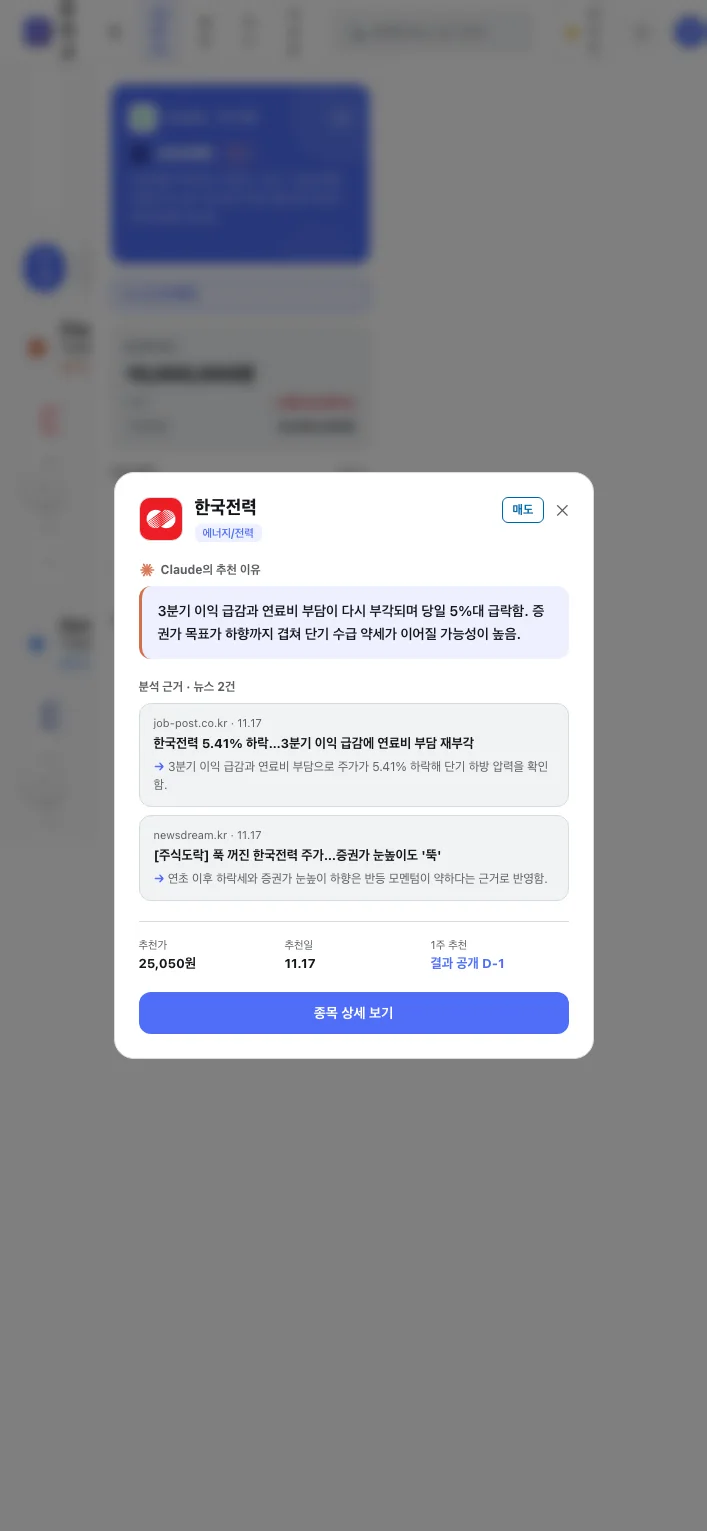 한국전력
매도
에너지/전력
Claude의 추천 이유
3분기 이익 급감과 연료비 부담이 다시 부각되며 당일 5%대 급락함. 증
권가 목표가 하향까지 겹쳐 단기 수급 약세가 이어질 가능성이 높음.
분석 근거 · 뉴스 2건
job-post.co.kr · 11.17
한국전력 5.41% 하락…3분기 이익 급감에 연료비 부담 재부각
→ 3분기 이익 급감과 연료비 부담으로 주가가 5.41% 하락해 단기 하방 압력을 확인
함.
newsdream.kr · 11.17
[주식도락] 푹 꺼진 한국전력 주가…증권가 눈높이도 '뚝'
→ 연초 이후 하락세와 증권가 눈높이 하향은 반등 모멘텀이 약하다는 근거로 반영함.
추천가 추천일 1주 추천
25,050원 11.17 결과 공개 D-1
종목 상세 보기